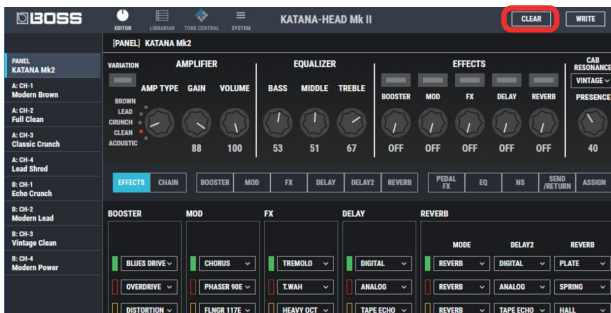 BOSS
EDITOR LIBRARIAN TONE CENTRAL SYSTEM
KATANA-HEAD Mk II
CLEAR WRITE
[PANEL] KATANA Mk2
PANEL
KATANA Mk2
A: CH-1
Modern Brown
A: CH-2
Full Clean
A: CH-3
Classic Crunch
A: CH-4
Lead Shred
B: CH-1
Echo Crunch
B: CH-2
Modern Lead
B: CH-3
Vintage Clean
B: CH-4
Modern Power
VARIATION AMPLIFIER EQUALIZER EFFECTS CAB
RESONANCE
VINTAGE
AMP TYPE GAIN VOLUME BASS MIDDLE TREBLE BOOSTER MOD FX DELAY REVERB PRESENCE
BROWN
LEAD
CRUNCH
CLEAN
ACOUSTIC
88 100 53 51 67 OFF OFF OFF OFF OFF 40
EFFECTS CHAIN BOOSTER MOD FX DELAY DELAY2 REVERB PEDAL
FX EQ NS SEND
/RETURN ASSIGN
BOOSTER MOD FX DELAY REVERB
MODE DELAY2 REVERB
BLUES DRIVE CHORUS TREMOLO DIGITAL REVERB DIGITAL PLATE
OVERDRIVE PHASER 90E T.WAH ANALOG REVERB ANALOG SPRING
DISTORTION FLNGR 117E HEAVY OCT TAPE ECHO REVERB TAPE ECHO HALL